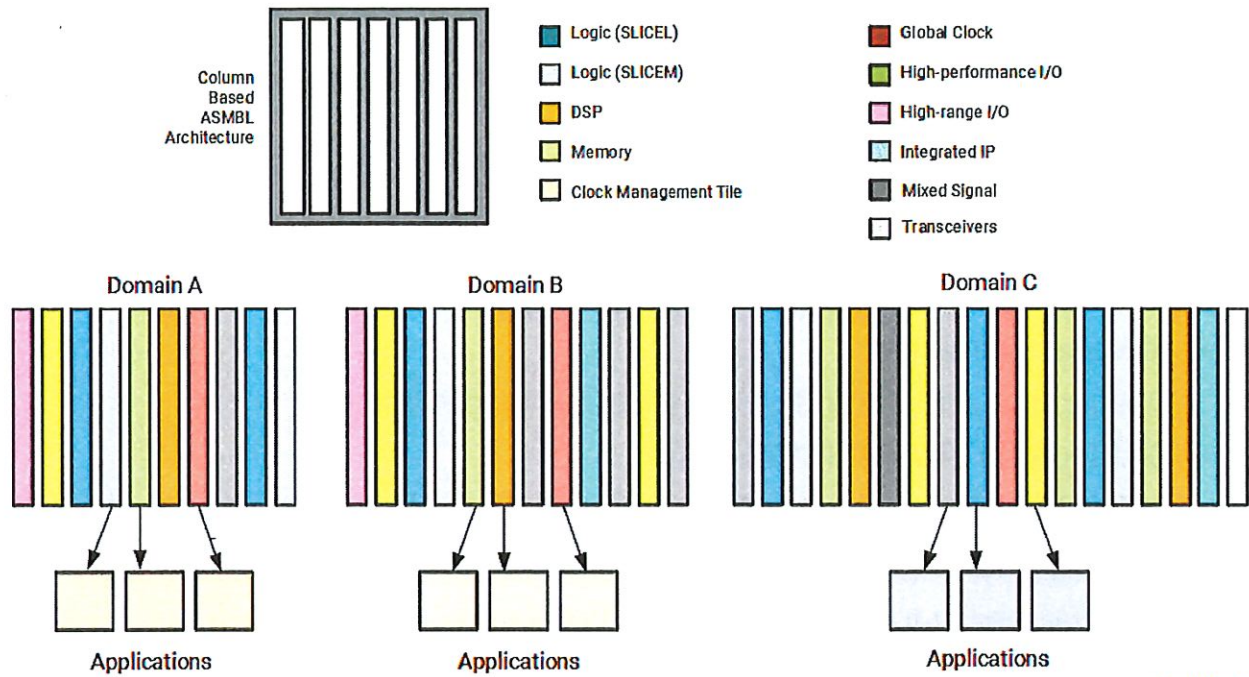 Column
Based
ASMBL
Architecture
Logic (SLICEL)
Logic (SLICEM)
DSP
Memory
Clock Management Tile
Global Clock
High-performance I/O
High-range I/O
Integrated IP
Mixed Signal
Transceivers
Domain A
Domain B
Domain C
Applications
Applications
Applications